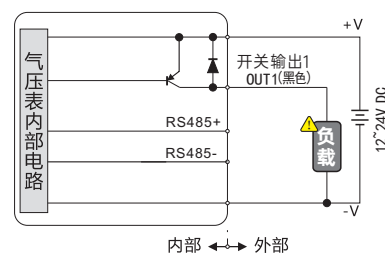 气压表内部电路
+V
开关输出1
OUT1(黑色)
RS485+
RS485-
负载
12~24V DC
-V
内部
外部